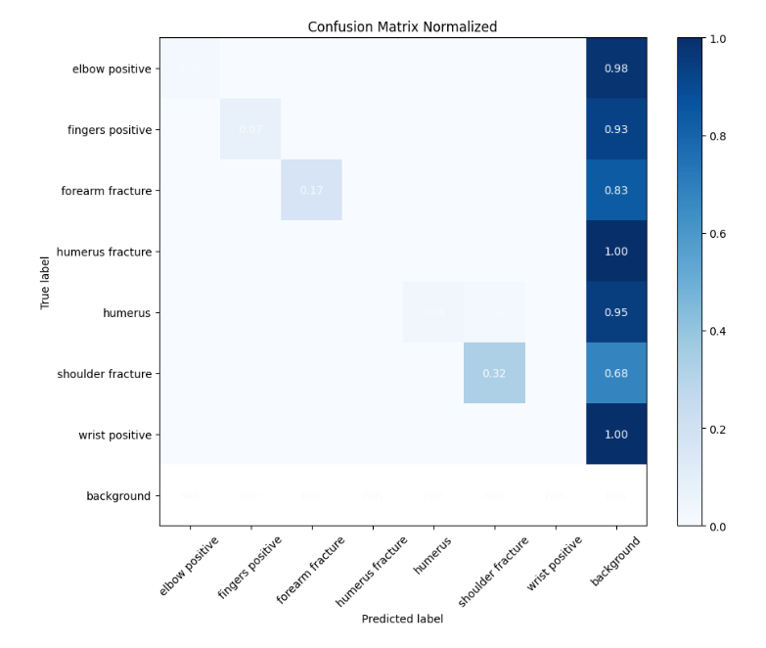 Confusion Matrix Normalized
elbow positive
0.98
fingers positive
0.07
0.93
forearm fracture
0.17
0.83
humerus fracture
1.00
humerus
0.95
shoulder fracture
0.32
0.68
wrist positive
1.00
background
True label
elbow positive
fingers positive
forearm fracture
humerus fracture
humerus
shoulder fracture
wrist positive
background
Predicted label
1.0
0.8
0.6
0.4
0.2
0.0